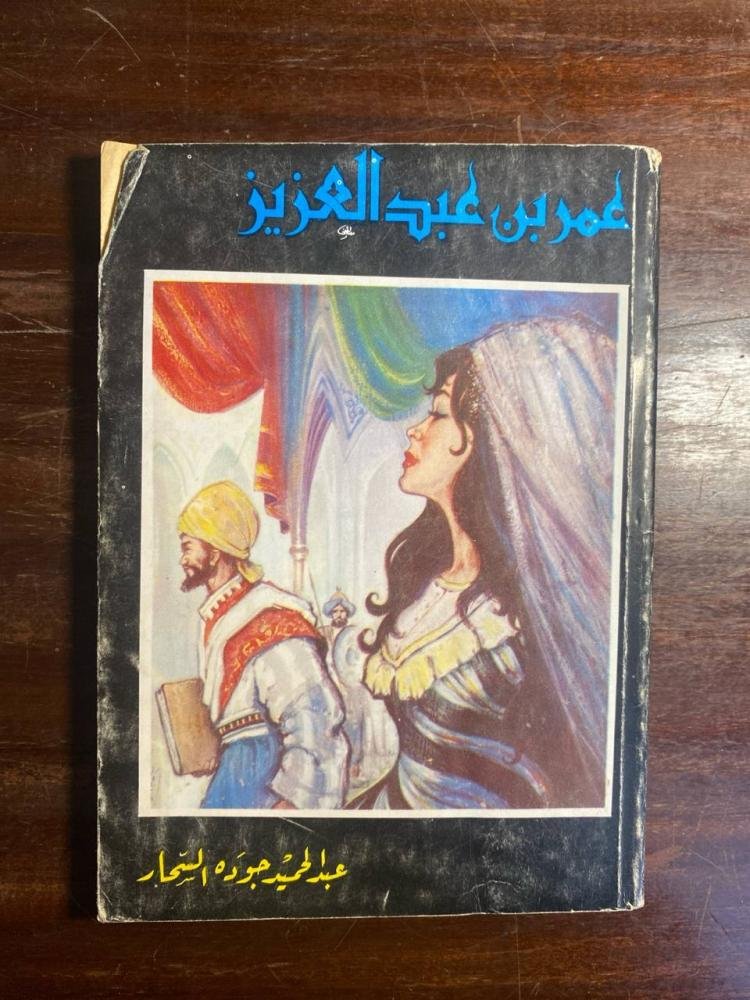 عمر بن عبد العزيز
عبد الحميد جوده السحار